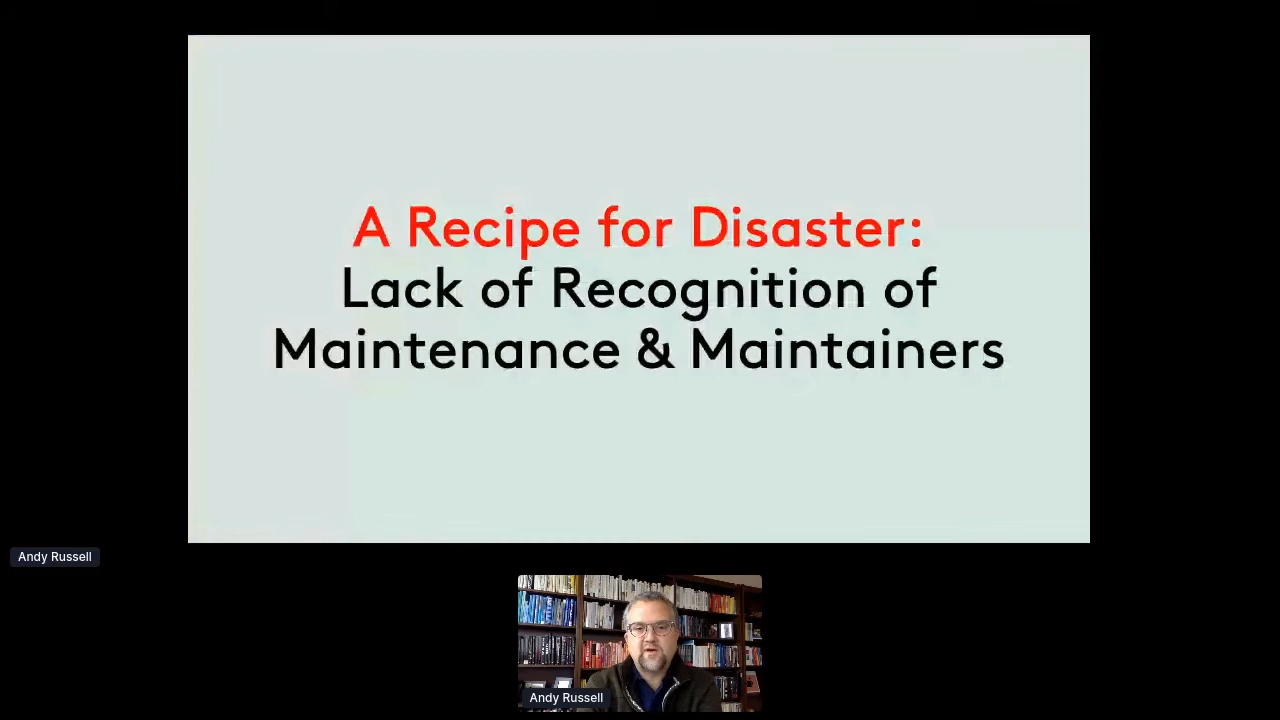 A Recipe for Disaster:
Lack of Recognition of
Maintenance & Maintainers
Andy Russell
Andy Russell